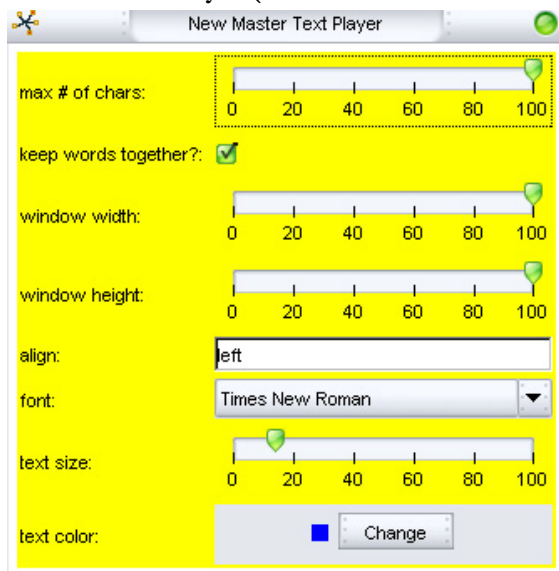 New Master Text Player
max # of chars:
0 20 40 60 80 100
keep words together?:
window width:
0 20 40 60 80 100
window height:
0 20 40 60 80 100
align: left
font: Times New Roman
text size:
0 20 40 60 80 100
text color: Change